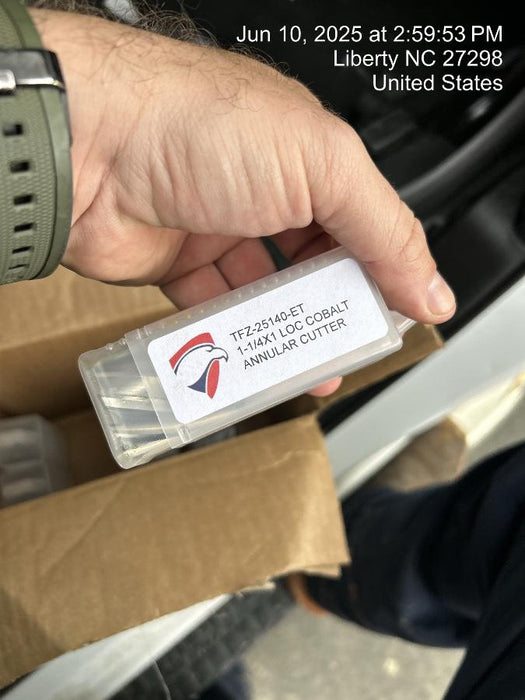 Jun 10, 2025 at 2:59:53 PM
Liberty NC 27298
United States
TFZ-25140-ET
1-1/4X1 LOC COBALT
ANNULAR CUTTER